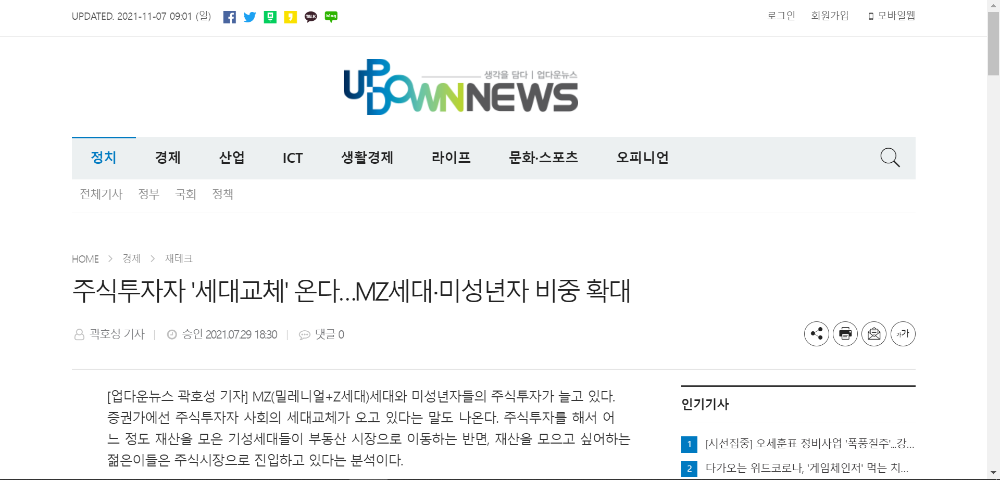 UPDATED. 2021-11-07 09:01 (일)
TALK
blog
로그인 회원가입 모바일웹
생각을 담다 | 업다운뉴스
UPDOWNNEWS
정치 경제 산업 ICT 생활경제 라이프 문화·스포츠 오피니언
전체기사 정부 국회 정책
HOME > 경제 > 재테크
주식투자자 '세대교체' 온다...MZ세대·미성년자 비중 확대
곽호성 기자 | 승인 2021.07.29 18:30 | 댓글 0
가가
[업다운뉴스 곽호성 기자] MZ(밀레니얼+Z세대)세대와 미성년자들의 주식투자가 늘고 있다.
증권가에선 주식투자자 사회의 세대교체가 오고 있다는 말도 나온다. 주식투자를 해서 어
느 정도 재산을 모은 기성세대들이 부동산 시장으로 이동하는 반면, 재산을 모으고 싶어하는
젊은이들은 주식시장으로 진입하고 있다는 분석이다.
인기기사
1 [시선집중] 오세훈표 정비사업 '폭풍질주'...강...
2 다가오는 위드코로나, '게임체인저' 먹는 치...